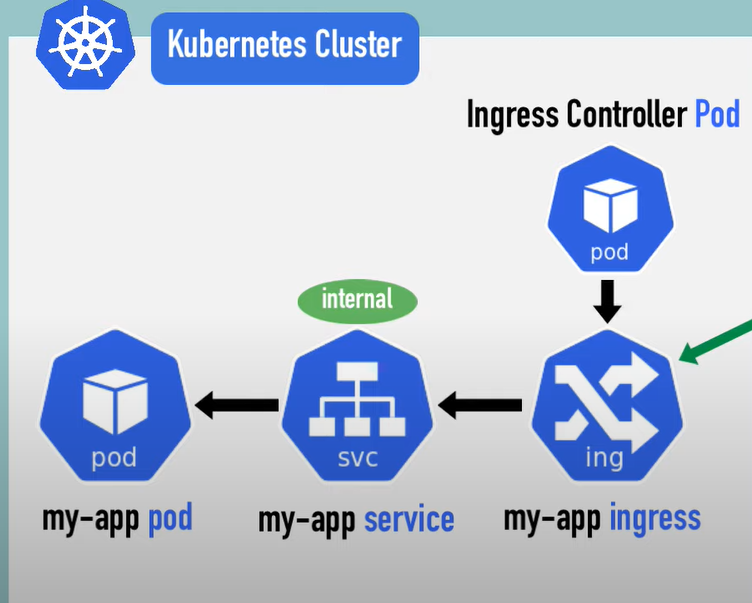 Kubernetes Cluster
Ingress Controller Pod
pod
internal
pod
svc
ing
my-app pod
my-app service
my-app ingress